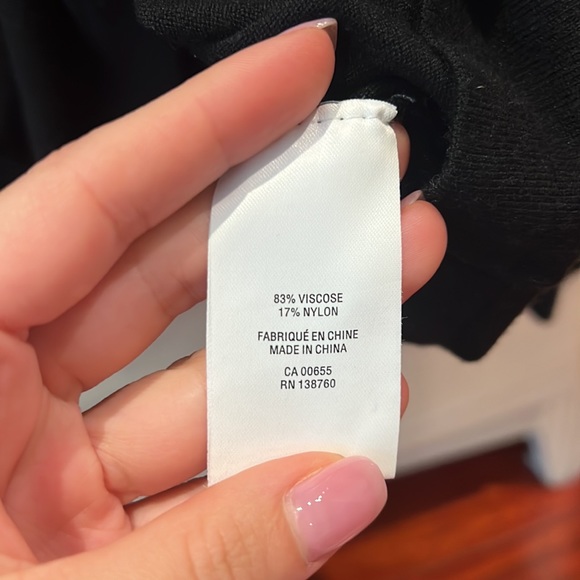 83% VISCOSE
17% NYLON
FABRIQUÉ EN CHINE
MADE IN CHINA
CA 00655
RN 138760